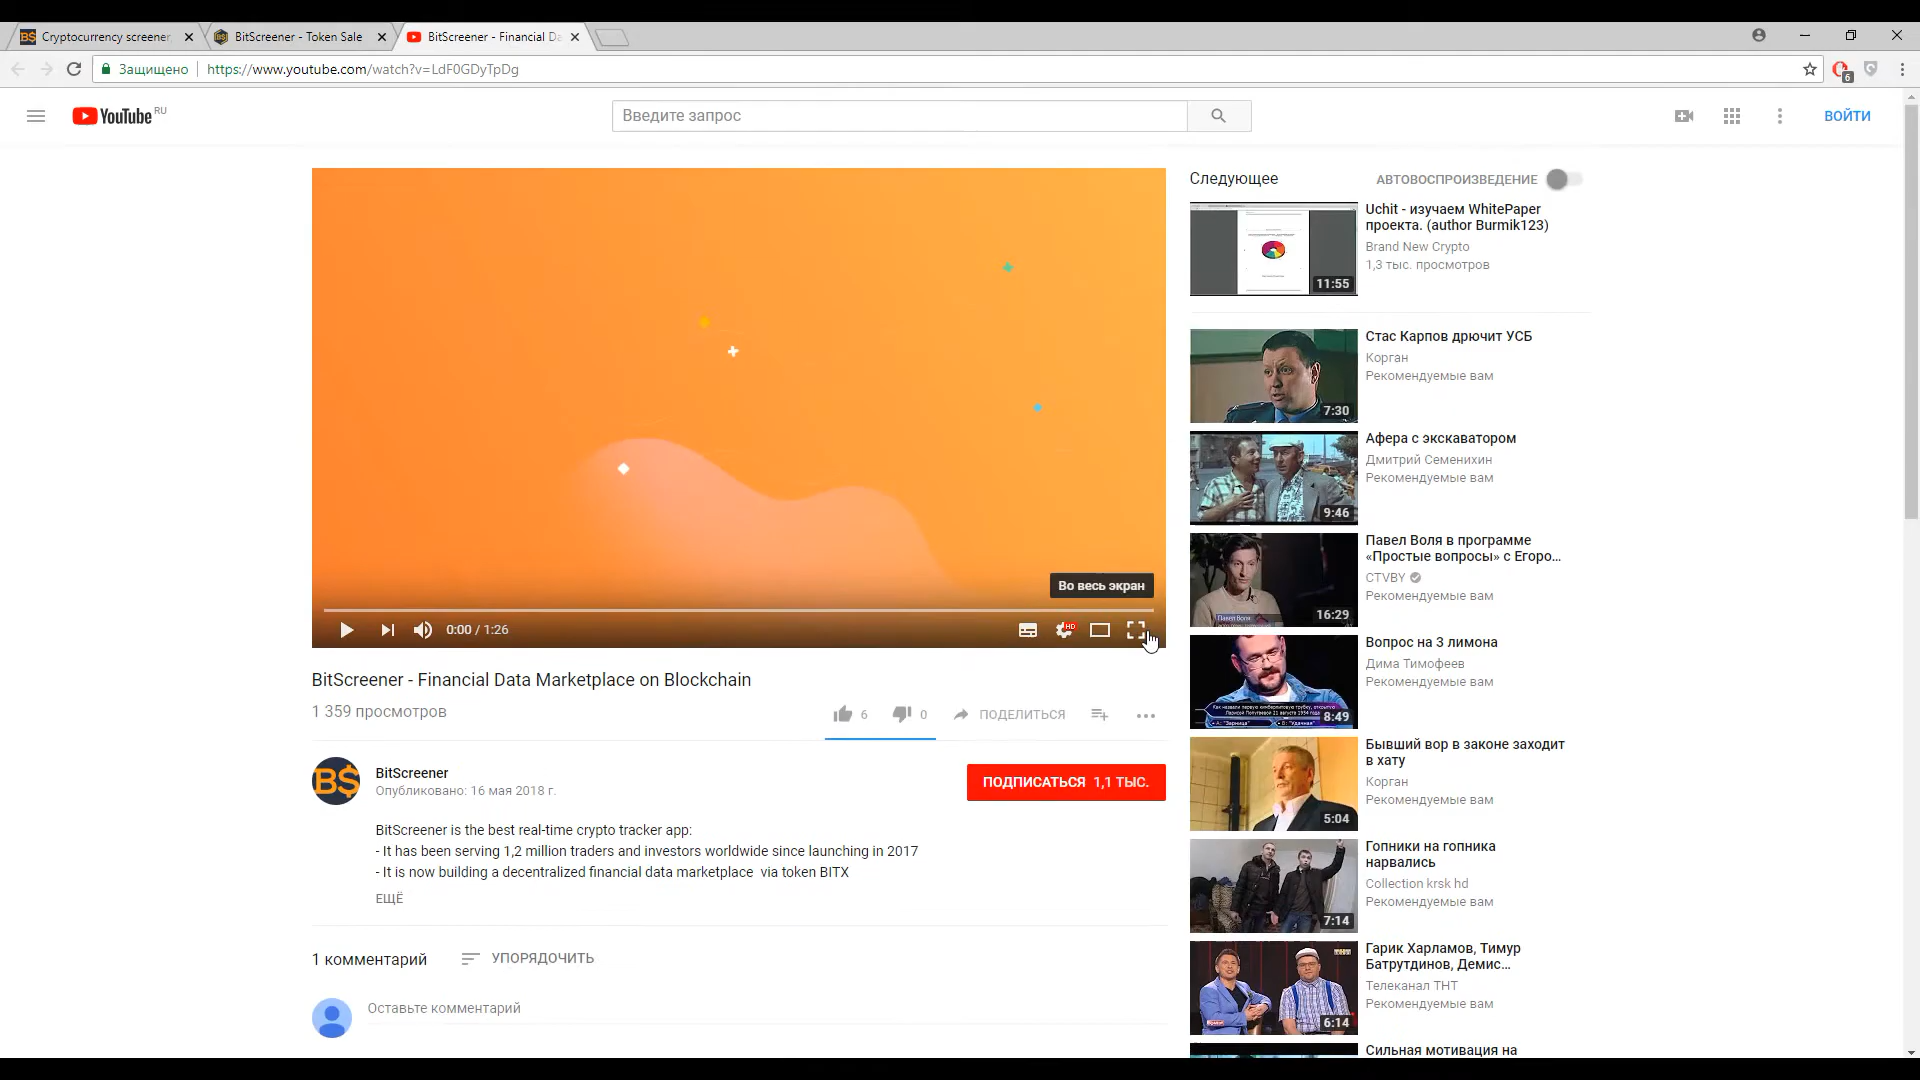 Cryptocurrency screener,
BitScreener - Token Sale
BitScreener - Financial Da
Защищено
https://www.youtube.com/watch?v=LdF0GDyTpDg
6
YouTube RU
Введите запрос
ВОЙТИ
Во весь экран
0:00 / 1:26
HD
BitScreener - Financial Data Marketplace on Blockchain
1 359 просмотров
6
0
ПОДЕЛИТЬСЯ
B$
BitScreener
Опубликовано: 16 мая 2018 г.
ПОДПИСАТЬСЯ 1,1 ТЫС.
BitScreener is the best real-time crypto tracker app:
- It has been serving 1,2 million traders and investors worldwide since launching in 2017
- It is now building a decentralized financial data marketplace via token BITX
ЕЩЁ
1 комментарий
УПОРЯДОЧИТЬ
Оставьте комментарий
Следующее
АВТОВОСПРОИЗВЕДЕНИЕ
11:55
Uchit - изучаем WhitePaper
проекта. (author Burmik123)
Brand New Crypto
1,3 тыс. просмотров
7:30
Стас Карпов дрючит УСБ
Корган
Рекомендуемые вам
9:46
Афера с экскаватором
Дмитрий Семенихин
Рекомендуемые вам
Павел Воля
16:29
Павел Воля в программе
«Простые вопросы» с Егоро...
CTVBY
Рекомендуемые вам
8:49
Вопрос на 3 лимона
Дима Тимофеев
Рекомендуемые вам
5:04
Бывший вор в законе заходит
в хату
Корган
Рекомендуемые вам
7:14
Гопники на гопника
нарвались
Collection krsk hd
Рекомендуемые вам
6:14
Гарик Харламов, Тимур
Батрутдинов, Демис...
Телеканал ТНТ
Рекомендуемые вам
Сильная мотивация на